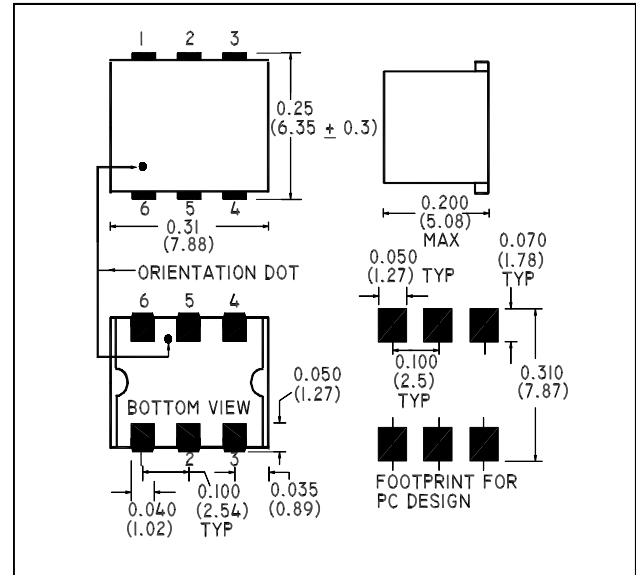 1 2 3
0.25
(6.35 ± 0.3)
6 5 4
0.31
(7.88)
0.200
(5.08)
MAX
ORIENTATION DOT
0.050
(1.27) TYP
0.070
(1.78)
TYP
6 5 4
0.100
(2.5)
TYP
0.310
(7.87)
0.050
(1.27)
BOTTOM VIEW
2 3
0.040
(1.02)
0.100
(2.54)
TYP
0.035
(0.89)
FOOTPRINT FOR
PC DESIGN